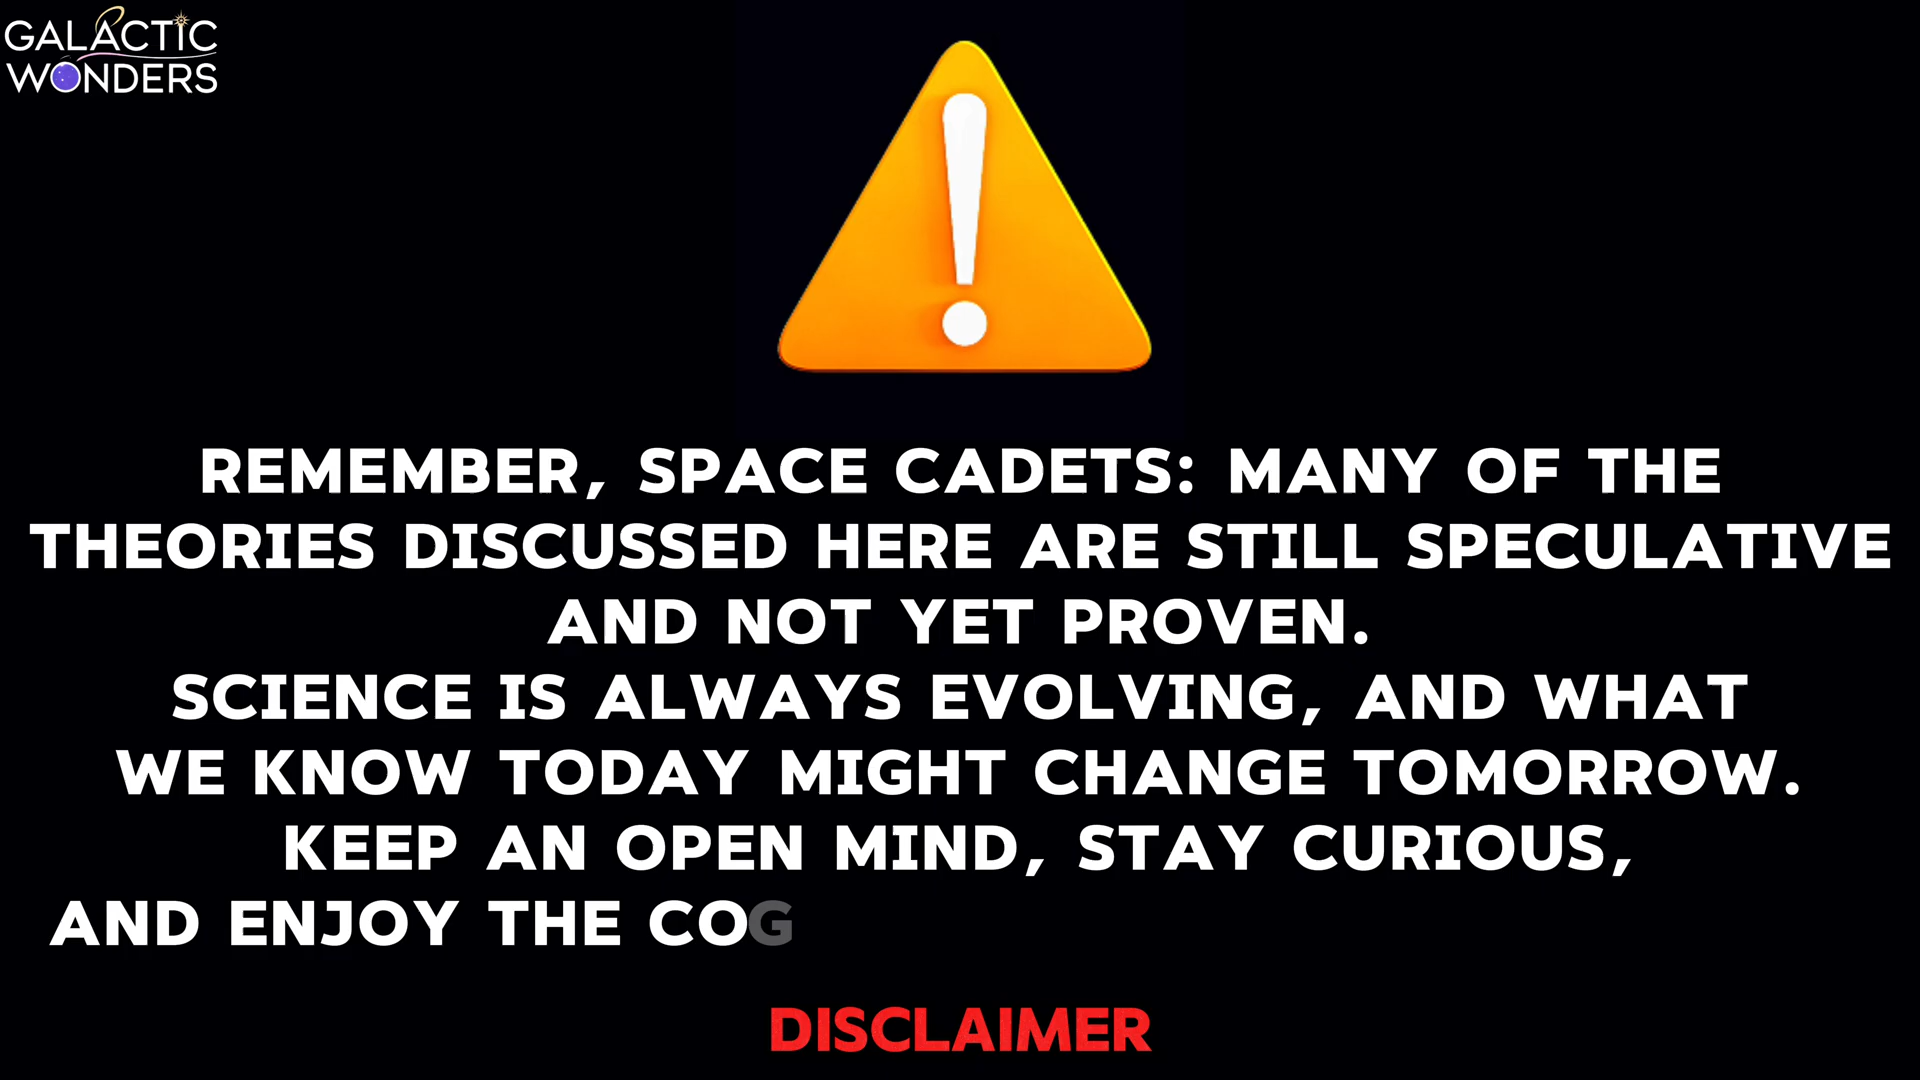 GALACTIC
WONDERS
REMEMBER, SPACE CADETS: MANY OF THE
THEORIES DISCUSSED HERE ARE STILL SPECULATIVE
AND NOT YET PROVEN.
SCIENCE IS ALWAYS EVOLVING, AND WHAT
WE KNOW TODAY MIGHT CHANGE TOMORROW.
KEEP AN OPEN MIND, STAY CURIOUS,
AND ENJOY THE COG
DISCLAIMER